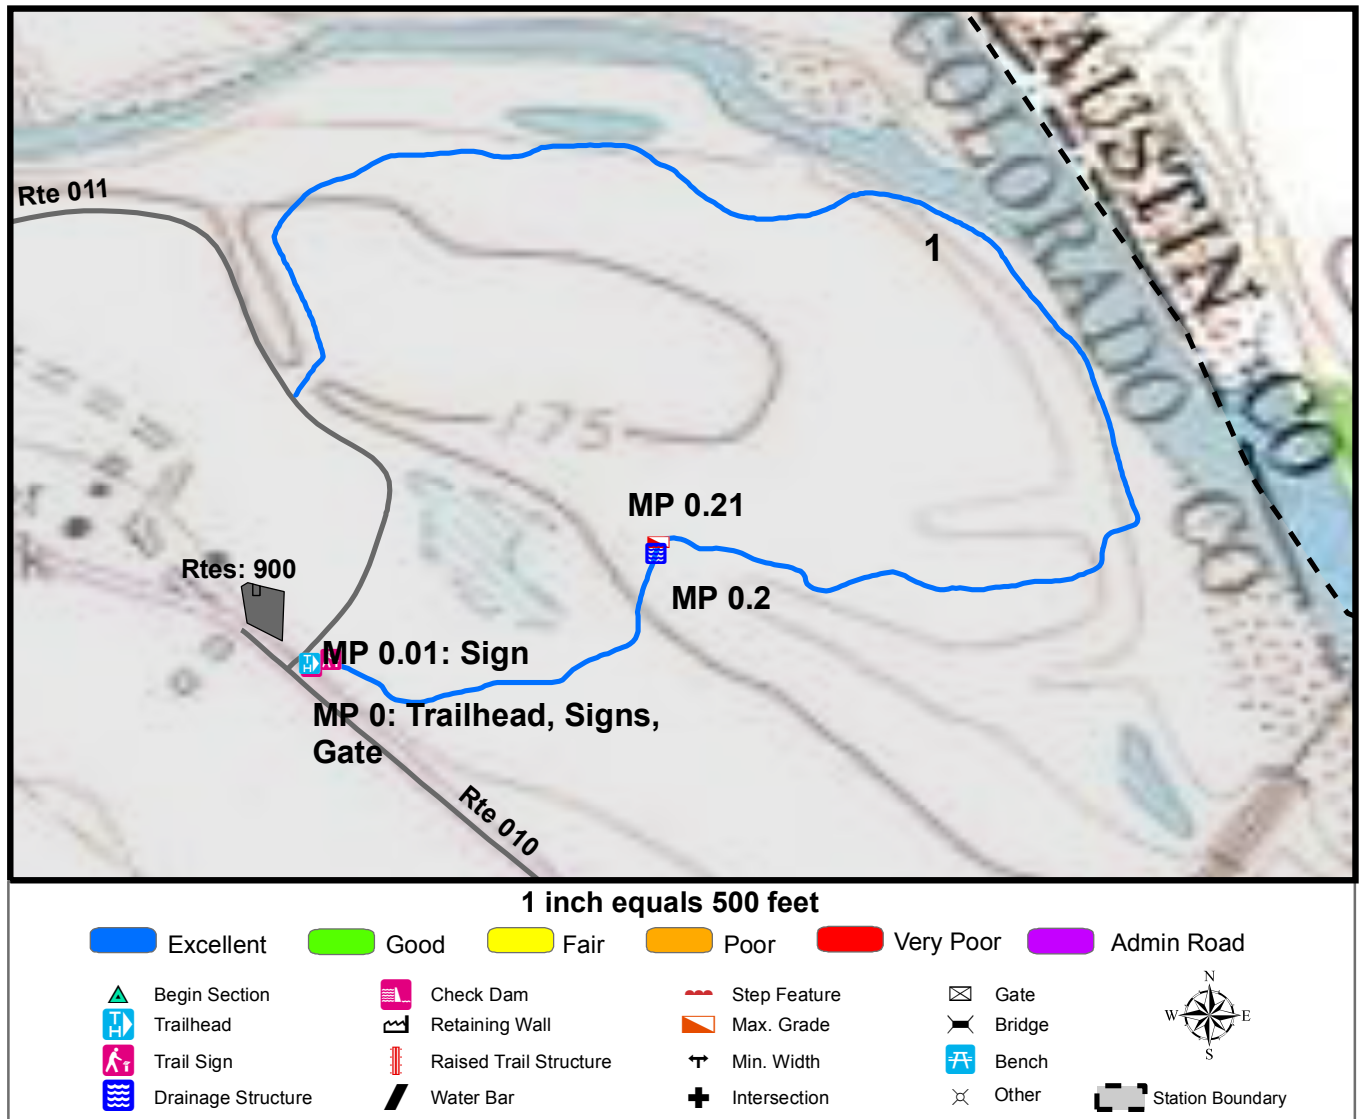 AUSTIN CO
COLORADO CO
Rte 011
1
175
MP 0.21
Rtes: 900
MP 0.2
MP 0.01: Sign
MP 0: Trailhead, Signs,
Gate
Rte 010
1 inch equals 500 feet
Excellent
Good
Fair
Poor
Very Poor
Admin Road
Begin Section
Check Dam
Step Feature
Gate
Trailhead
Retaining Wall
Max. Grade
Bridge
Trail Sign
Raised Trail Structure
Min. Width
Bench
Drainage Structure
Water Bar
Intersection
Other
Station Boundary
TH
N
W
E
S